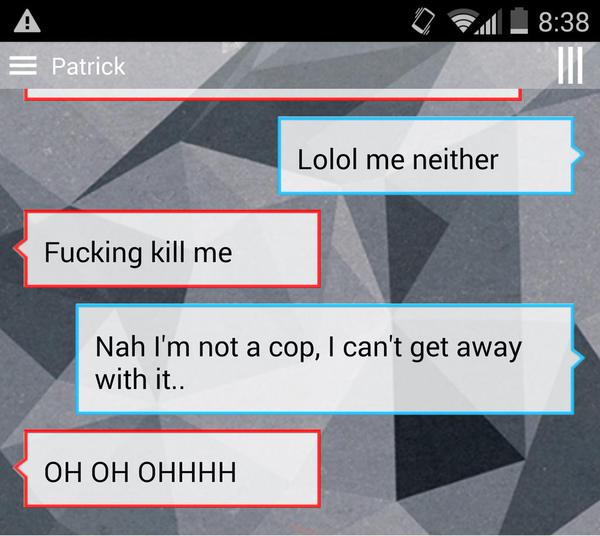 8:38
Patrick
Lolol me neither
Fucking kill me
Nah I'm not a cop, I can't get away
with it..
OH OH OHHHH